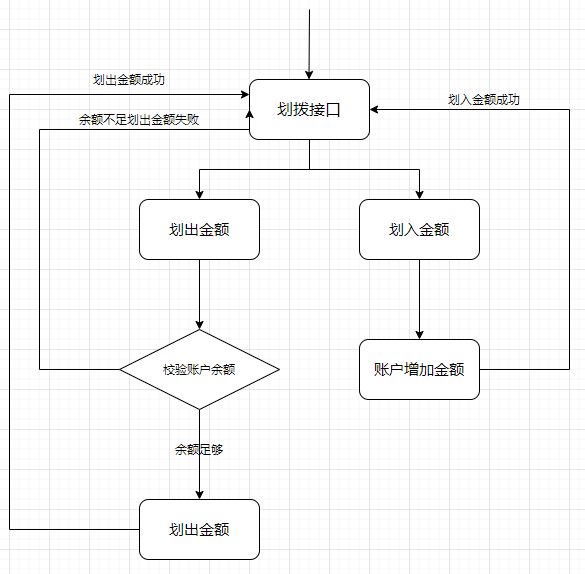 划出金额成功
划拨接口
划入金额成功
余额不足划出金额失败
划出金额
划入金额
校验账户余额
账户增加金额
余额足够
划出金额